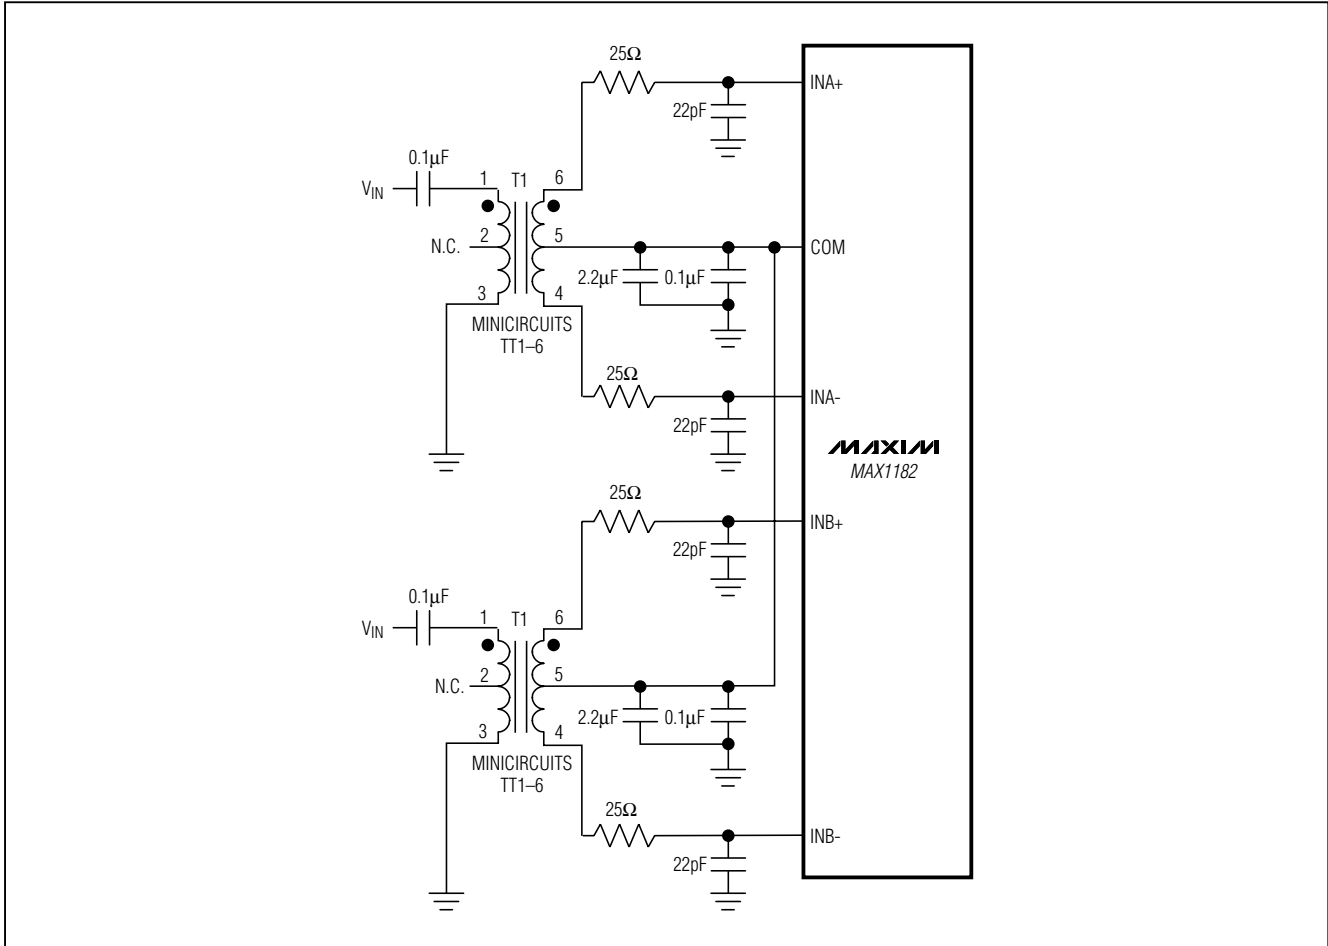 25Ω
INA+
22pF
0.1µF
1 T1 6
VIN
N.C. 2 5 COM
2.2µF 0.1µF
3 4
MINICIRCUITS
TT1–6
25Ω
INA-
22pF
MAXIM
MAX1182
25Ω
INB+
22pF
0.1µF
1 T1 6
VIN
N.C. 2 5
2.2µF 0.1µF
3 4
MINICIRCUITS
TT1–6
25Ω
INB-
22pF